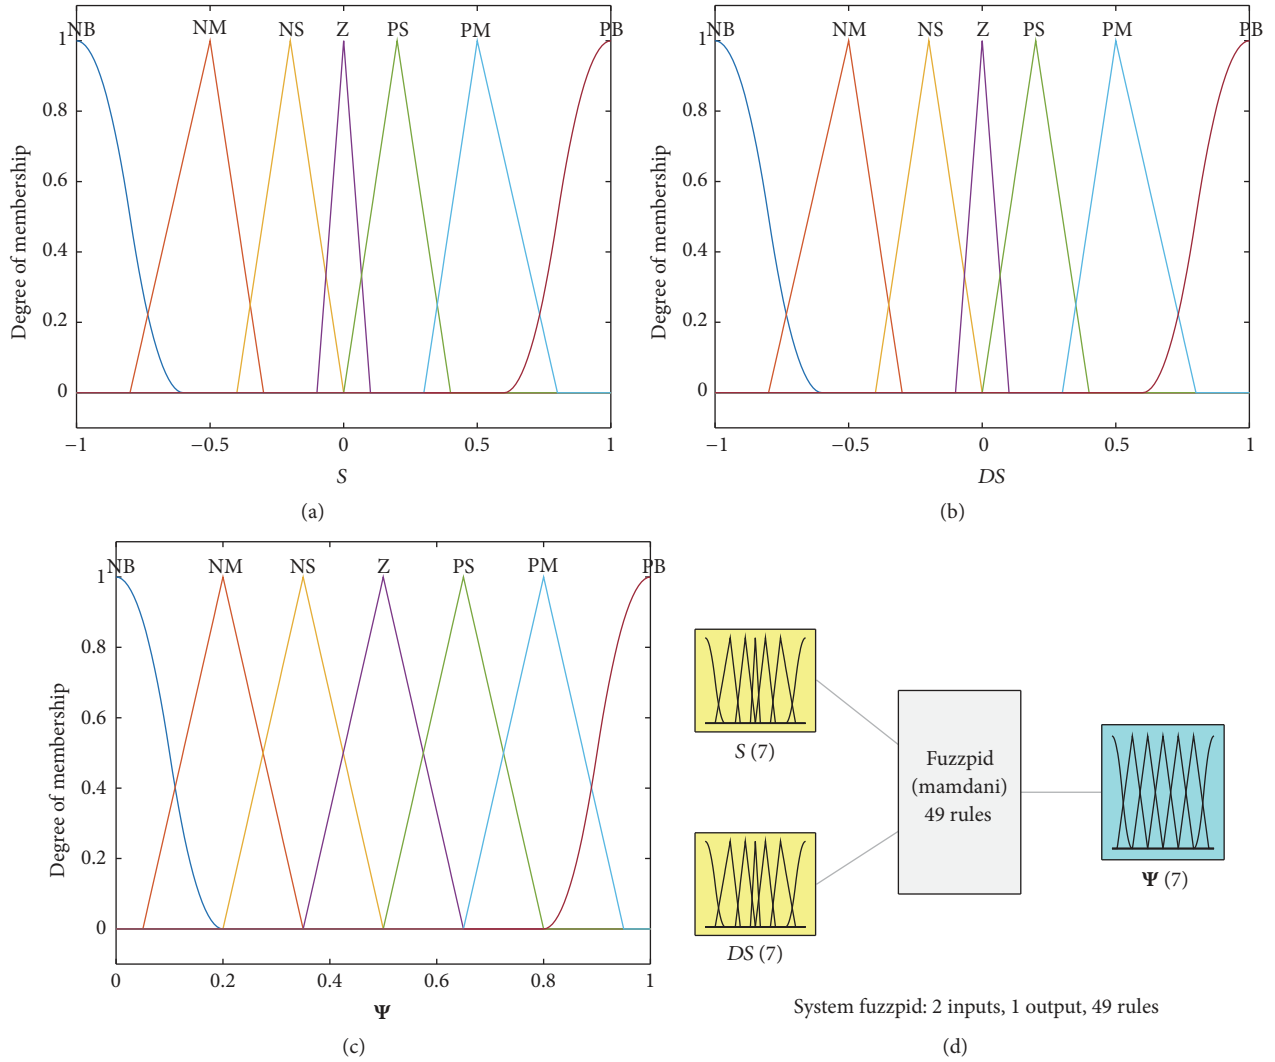 NB NM NS Z PS PM PB
1
0.8
0.6
0.4
0.2
0
Degree of membership
−1 −0.5 0 0.5 1
S
(a)
NB NM NS Z PS PM PB
1
0.8
0.6
0.4
0.2
0
Degree of membership
−1 −0.5 0 0.5 1
DS
(b)
NB NM NS Z PS PM PB
1
0.8
0.6
0.4
0.2
0
Degree of membership
0 0.2 0.4 0.6 0.8 1
Ψ
(c)
S (7)
DS (7)
Fuzzpid
(mamdani)
49 rules
Ψ (7)
System fuzzpid: 2 inputs, 1 output, 49 rules
(d)